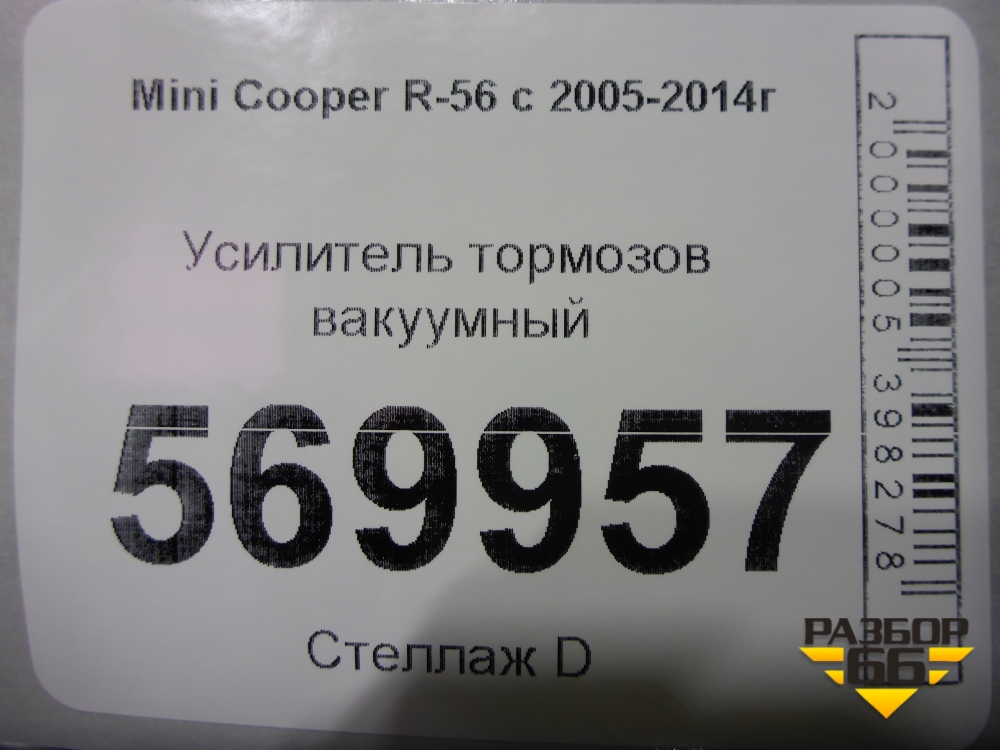 Mini Cooper R-56 с 2005-2014г
Усилитель тормозов
вакуумный
569957
Стеллаж D
2000005398278
РАЗБОР
66